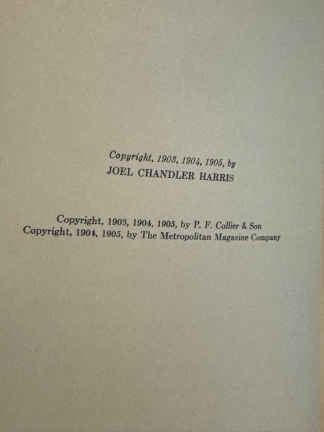 Copyright, 1903, 1904, 1905, by
JOEL CHANDLER HARRIS
Copyright, 1903, 1904, 1905, by P. F. Collier & Son
Copyright, 1904, 1905, by The Metropolitan Magazine Company